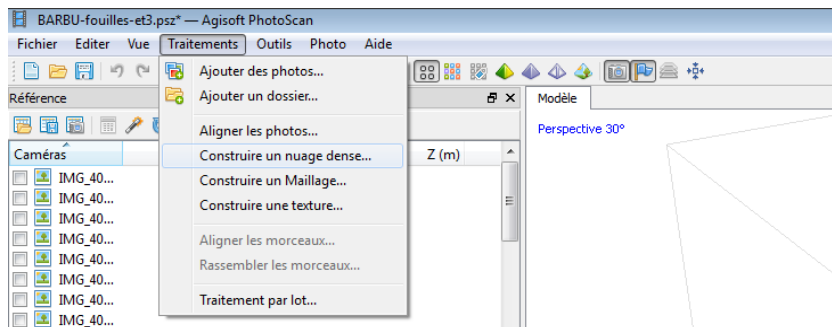 BARBU-fouilles-et3.psz* — Agisoft PhotoScan
Fichier Editer Vue Traitements Outils Photo Aide
Ajouter des photos...
Référence
Ajouter un dossier...
Modèle
Aligner les photos...
Perspective 30°
Caméras
Construire un nuage dense...
Z (m)
IMG_40...
Construire un Maillage...
IMG_40...
Construire une texture...
IMG_40...
IMG_40...
Aligner les morceaux...
IMG_40...
Rassembler les morceaux...
IMG_40...
Traitement par lot...
IMG_40...
IMG_40...